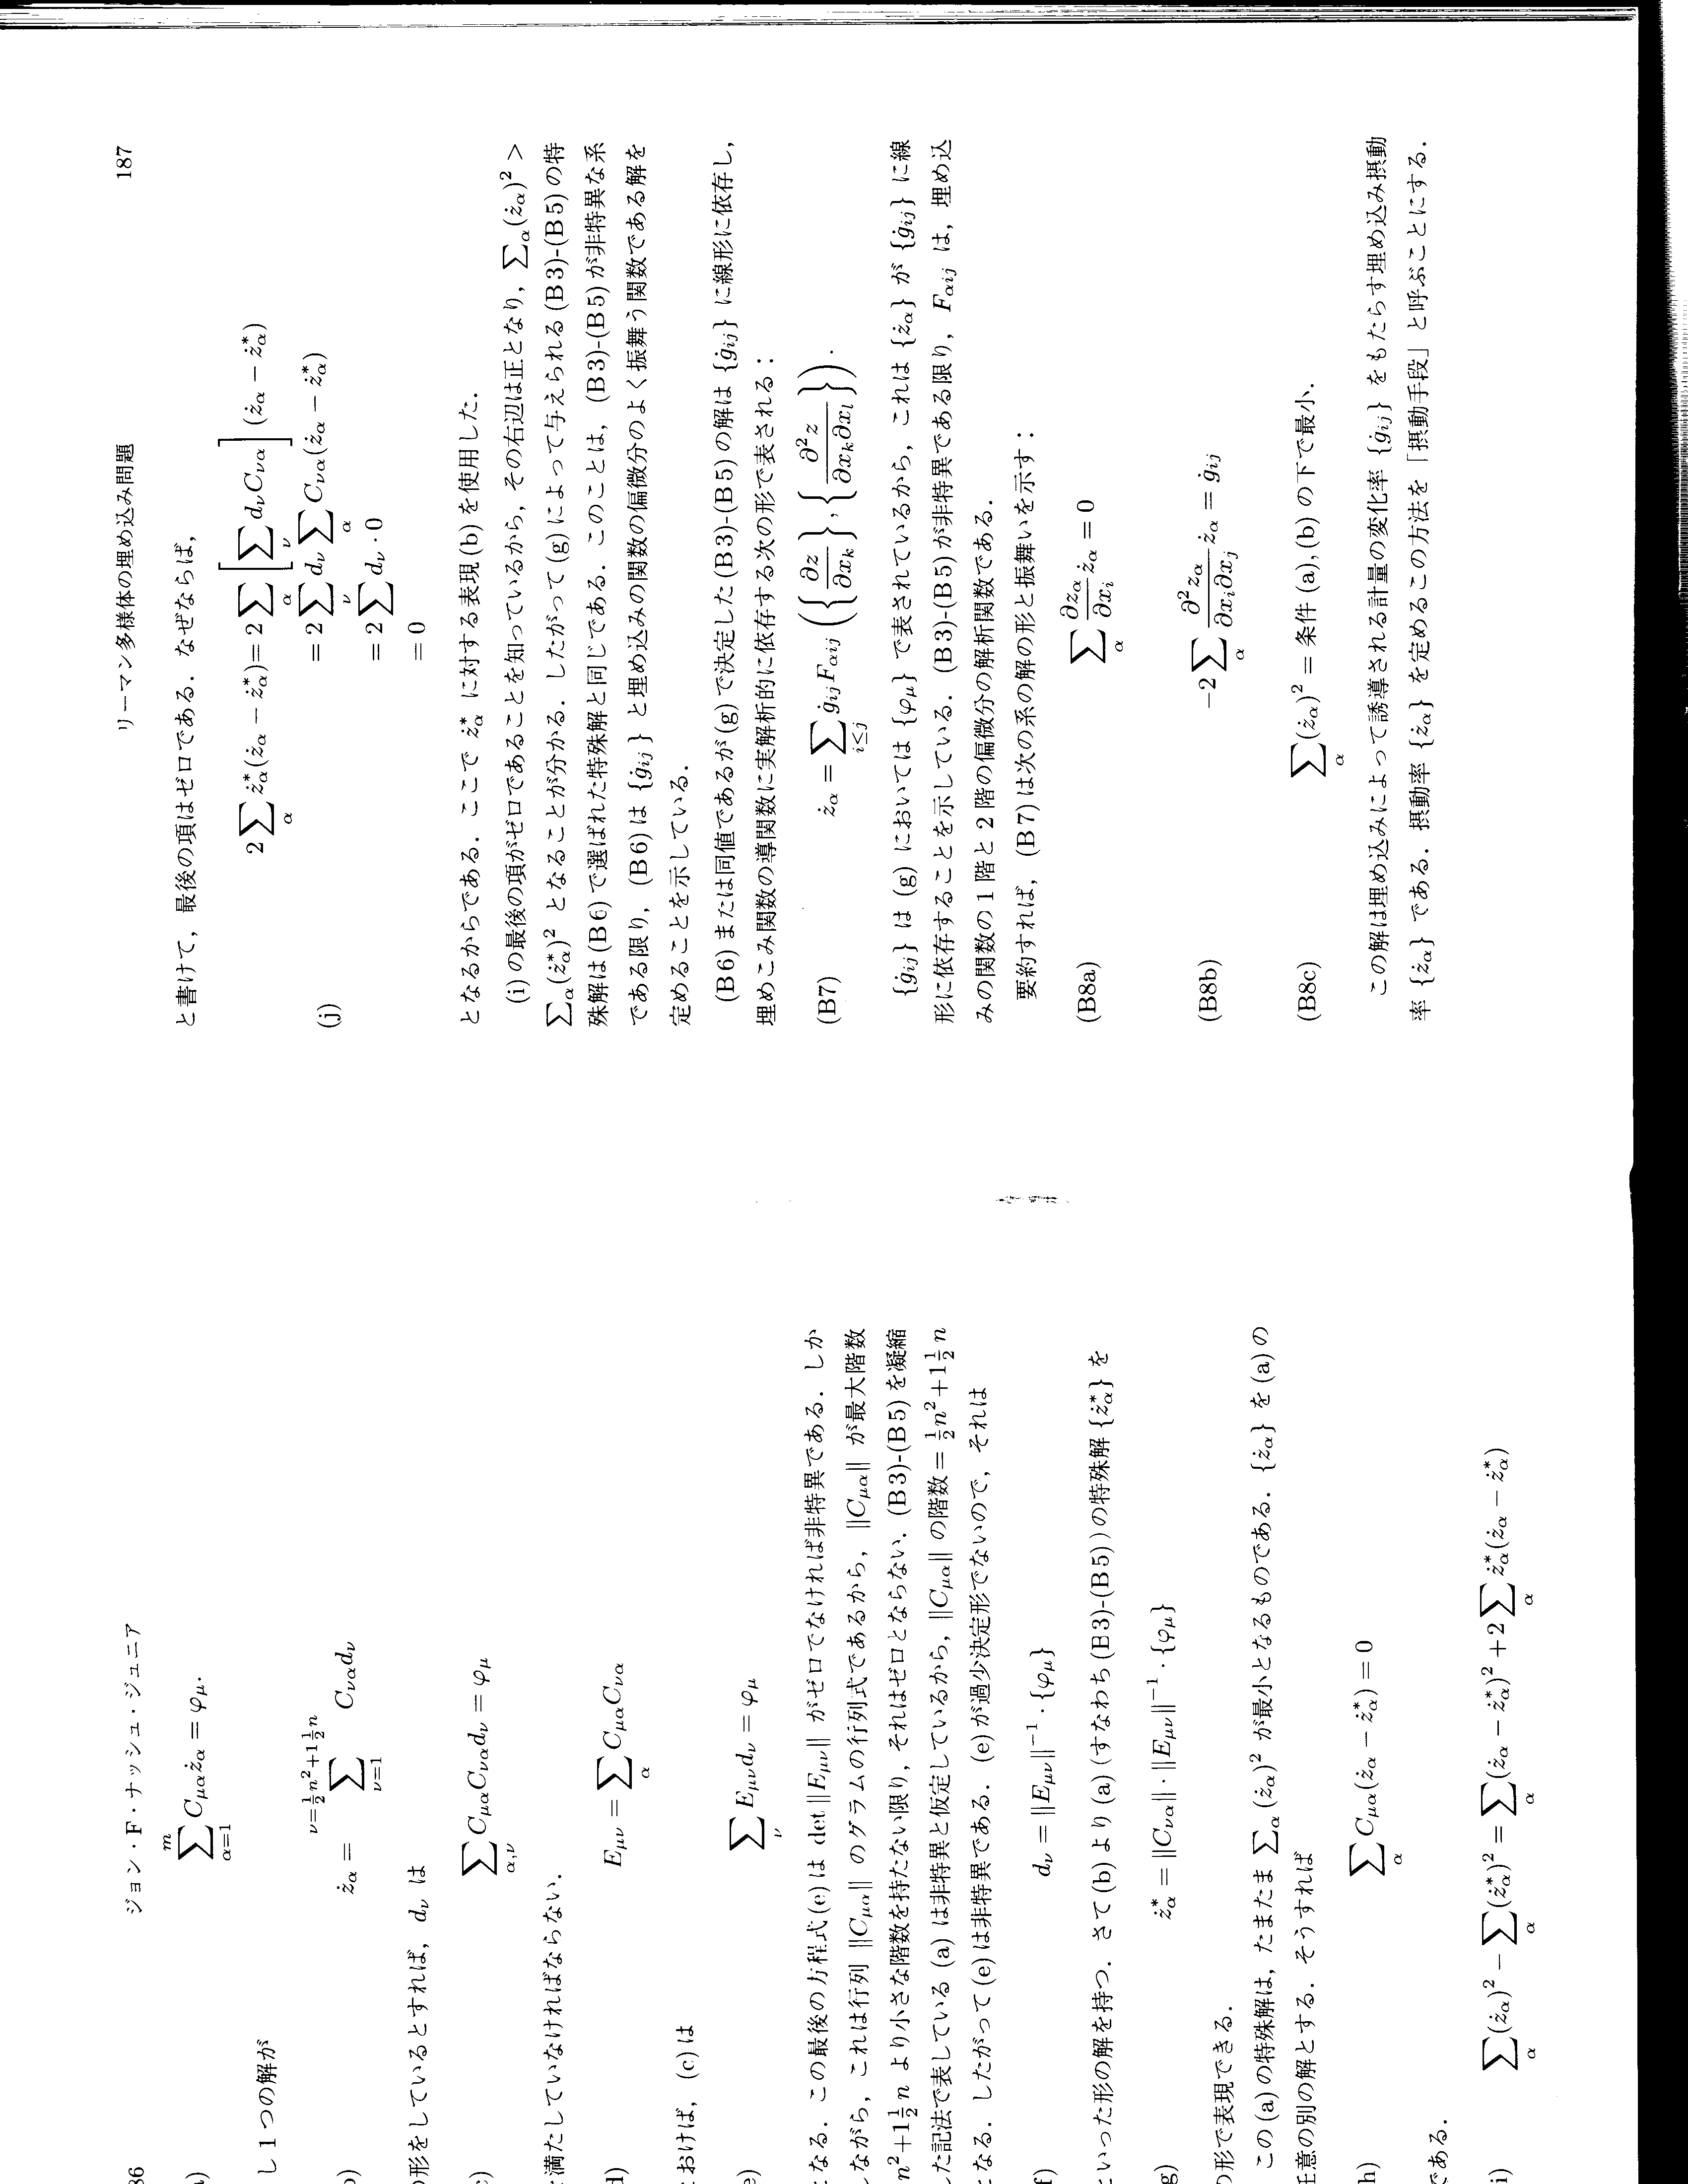 86
ジョン・F・ナッシュ・ジュニア
)
\sum_{\alpha=1}^{m} C_{\mu\alpha}\dot{z}_\alpha = \varphi_\mu.
し1つの解が
)
\dot{z}_\alpha = \sum_{\nu=1}^{\nu=\frac{1}{2}n^2+1\frac{1}{2}n} C_{\nu\alpha}d_\nu
の形をしているとすれば，d_\nu は
c)
\sum_{\alpha,\nu} C_{\mu\alpha}C_{\nu\alpha}d_\nu = \varphi_\mu
満たしていなければならない．
d)
E_{\mu\nu} = \sum_{\alpha} C_{\mu\alpha}C_{\nu\alpha}
おけば，(c)は
e)
\sum_{\nu} E_{\mu\nu}d_\nu = \varphi_\mu
なる．この最後の方程式(e)は det‖E_{\mu\nu}‖ がゼロでなければ非特異である．しか
しながら，これは行列 ‖C_{\mu\alpha}‖ のグラムの行列式であるから，‖C_{\mu\alpha}‖ が最大階数
n^2+1\frac{1}{2}n より小さな階数を持たない限り，それはゼロとならない．(B3)-(B5)を凝縮
した記法で表している (a) は非特異と仮定しているから，‖C_{\mu\alpha}‖ の階数 = \frac{1}{2}n^2+1\frac{1}{2}n
なる．したがって(e)は非特異である．(e)が過少決定形でないので，それは
f)
d_\nu = ‖E_{\mu\nu}‖^{-1} · {\varphi_\mu}
といった形の解を持つ．さて(b)より(a)(すなわち(B3)-(B5))の特殊解 {\dot{z}^*_\alpha} を
g)
\dot{z}^*_\alpha = ‖C_{\nu\alpha}‖ · ‖E_{\mu\nu}‖^{-1} · {\varphi_\mu}
の形で表現できる．
この(a)の特殊解は，たまたま \sum_\alpha(\dot{z}_\alpha)^2 が最小となるものである．{\dot{z}_\alpha} を(a)の
任意の別の解とする．そうすれば
h)
\sum_{\alpha} C_{\mu\alpha}(\dot{z}_\alpha − \dot{z}^*_\alpha) = 0
である．
i)
\sum_{\alpha}(\dot{z}_\alpha)^2 − \sum_{\alpha}(\dot{z}^*_\alpha)^2 = \sum_{\alpha}(\dot{z}_\alpha − \dot{z}^*_\alpha)^2 + 2\sum_{\alpha}\dot{z}^*_\alpha(\dot{z}_\alpha − \dot{z}^*_\alpha)
リーマン多様体の埋め込み問題
187
と書けて，最後の項はゼロである．なぜならば，
2\sum_{\alpha}\dot{z}^*_\alpha(\dot{z}_\alpha − \dot{z}^*_\alpha) = 2\sum_{\alpha}[\sum_{\nu}d_\nu C_{\nu\alpha}](\dot{z}_\alpha − \dot{z}^*_\alpha)
(j)
= 2\sum_{\nu}d_\nu\sum_{\alpha}C_{\nu\alpha}(\dot{z}_\alpha − \dot{z}^*_\alpha)
= 2\sum d_\nu · 0
= 0
となるからである．ここで \dot{z}^*_\alpha に対する表現(b)を使用した．
(i)の最後の項がゼロであることを知っているから，その右辺は正となり，\sum_\alpha(\dot{z}_\alpha)^2 >
\sum_\alpha(\dot{z}^*_\alpha)^2 となることが分かる．したがって(g)によって与えられる(B3)-(B5)の特
殊解は(B6)で選ばれた特殊解と同じである．このことは，(B3)-(B5)が非特異な系
である限り，(B6)は {\dot{g}_{ij}} と埋め込みの関数の偏微分のよく振舞う関数である解を
定めることを示している．
(B6)または同値であるが(g)で決定した(B3)-(B5)の解は {\dot{g}_{ij}} に線形に依存し，
埋めこみ関数の導関数に実解析的に依存する次の形で表される：
(B7)
\dot{z}_\alpha = \sum_{i≤j}\dot{g}_{ij}F_{\alpha ij}({\frac{∂z}{∂x_k}},{\frac{∂^2z}{∂x_k∂x_l}}).
{\dot{g}_{ij}} は (g) においては {\varphi_\mu} で表されているから，これは {\dot{z}_\alpha} が {\dot{g}_{ij}} に線
形に依存することを示している．(B3)-(B5)が非特異である限り，F_{\alpha ij} は，埋め込
みの関数の1階と2階の偏微分の解析関数である．
要約すれば，(B7)は次の系の解の形と振舞いを示す：
(B8a)
\sum_{\alpha}\frac{∂z_\alpha}{∂x_i}\dot{z}_\alpha = 0
(B8b)
−2\sum_{\alpha}\frac{∂^2z_\alpha}{∂x_i∂x_j}\dot{z}_\alpha = \dot{g}_{ij}
(B8c)
\sum_{\alpha}(\dot{z}_\alpha)^2 = 条件 (a),(b) の下で最小．
この解は埋め込みによって誘導される計量の変化率 {\dot{g}_{ij}} をもたらす埋め込み摂動
率 {\dot{z}_\alpha} である．摂動率 {\dot{z}_\alpha} を定めるこの方法を「摂動手段」と呼ぶことにする．